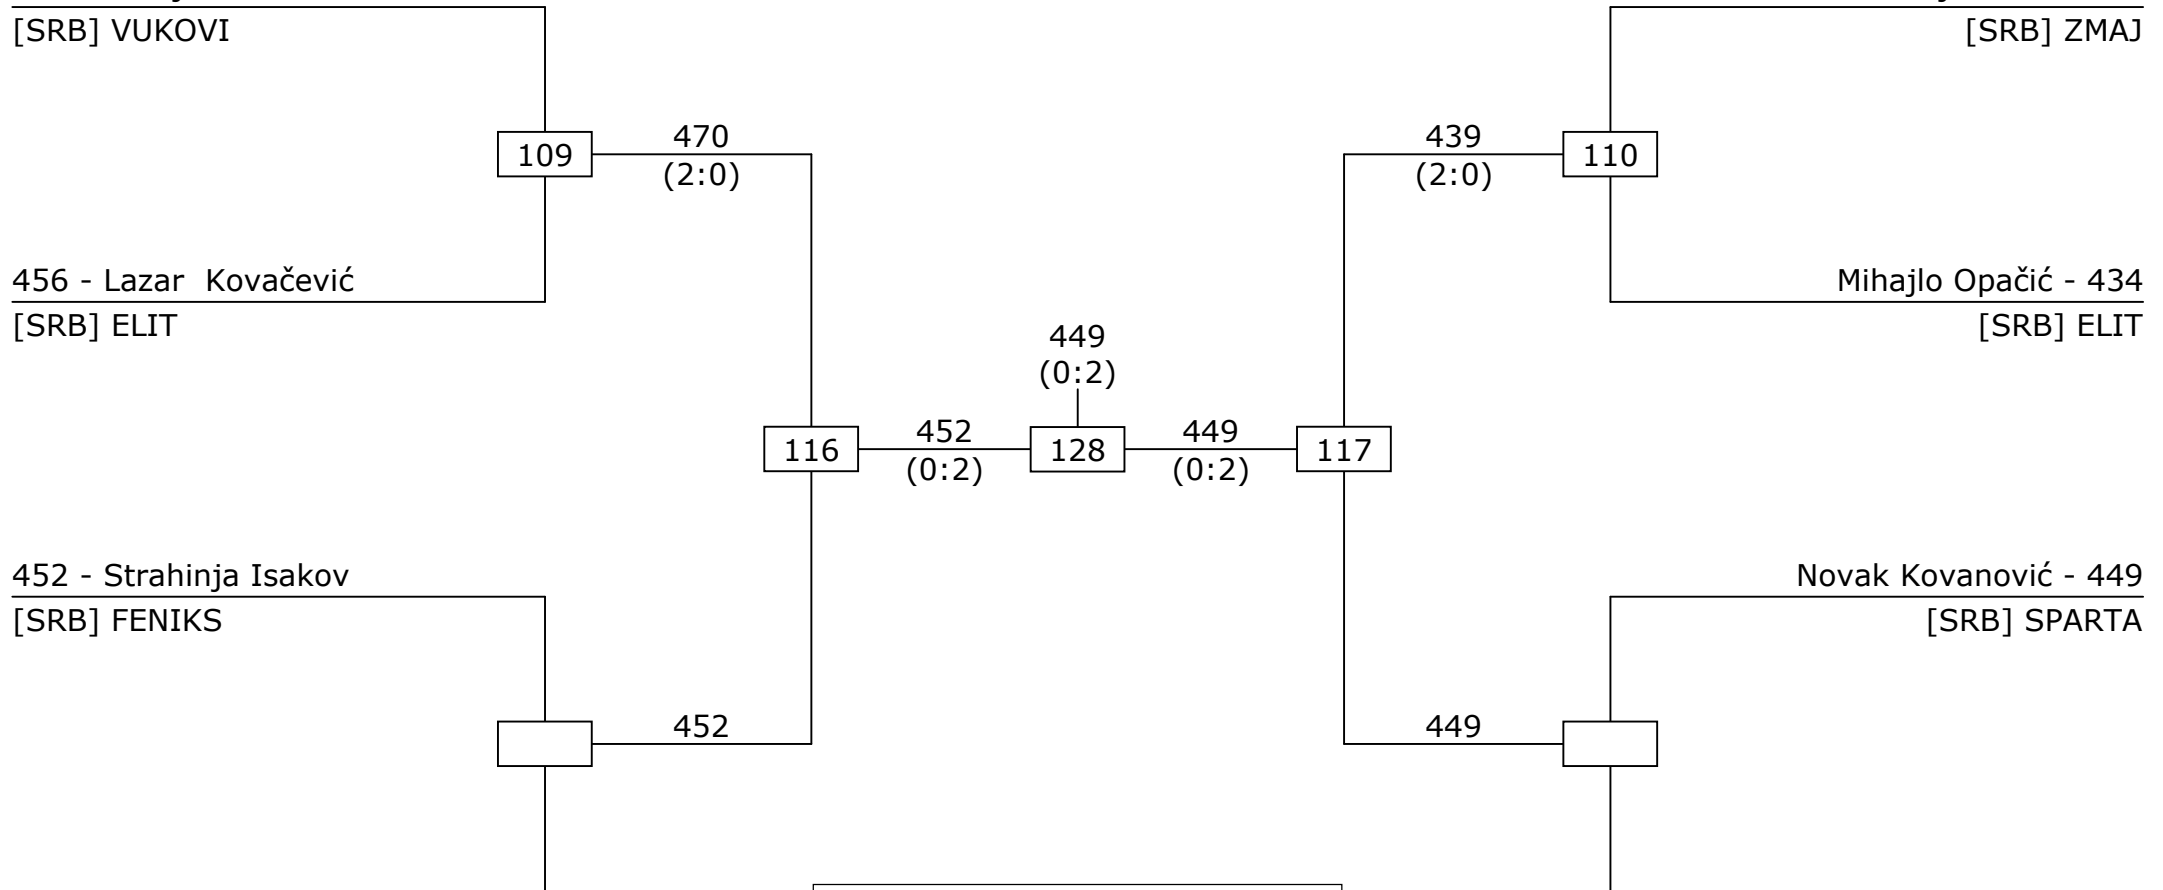 [SRB] VUKOVI
[SRB] ZMAJ
470
439
109
110
(2:0)
(2:0)
456 - Lazar  Kovačević
Mihajlo Opačić - 434
[SRB] ELIT
[SRB] ELIT
449
(0:2)
452
449
116
128
117
(0:2)
(0:2)
452 - Strahinja Isakov
Novak Kovanović - 449
[SRB] FENIKS
[SRB] SPARTA
452
449